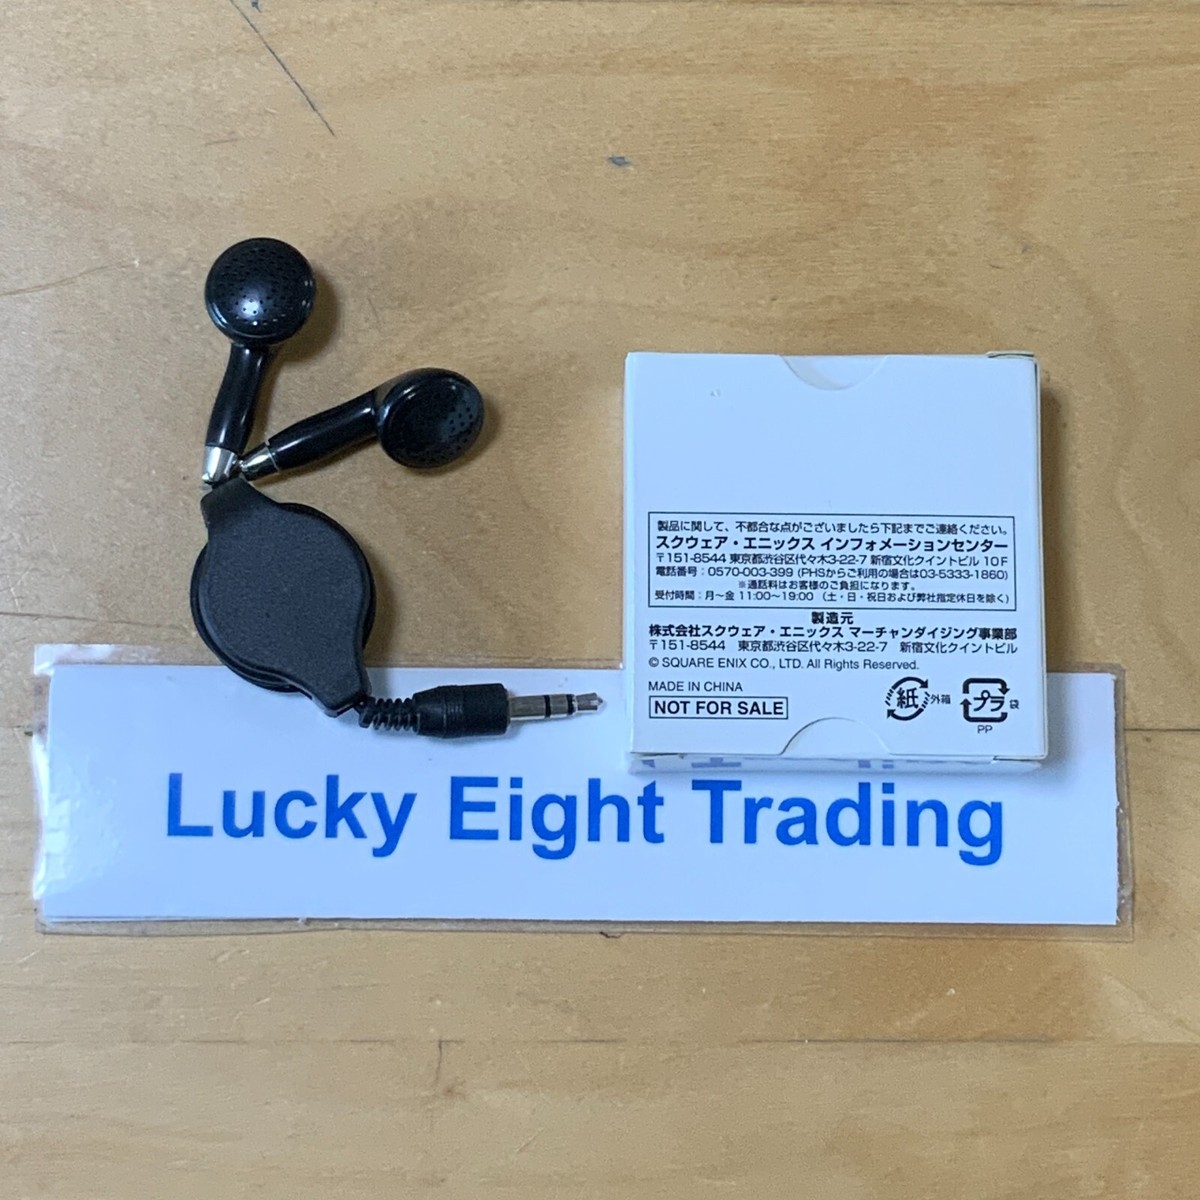 製品に関して、不都合な点がございましたら下記までご連絡ください。
スクウェア・エニックス インフォメーションセンター
〒151-8544 東京都渋谷区代々木3-22-7 新宿文化クイントビル 10F
電話番号：0570-003-399 (PHSからご利用の場合は03-5333-1860)
※通話料はお客様のご負担になります。
受付時間：月～金 11:00～19:00 （土・日・祝日および弊社指定休日を除く)
製造元
株式会社スクウェア・エニックス マーチャンダイジング事業部
〒151-8544 東京都渋谷区代々木3-22-7 新宿文化クイントビル
© SQUARE ENIX CO., LTD. All Rights Reserved.
MADE IN CHINA
NOT FOR SALE
紙 外箱
プラ 袋
PP
Lucky Eight Trading